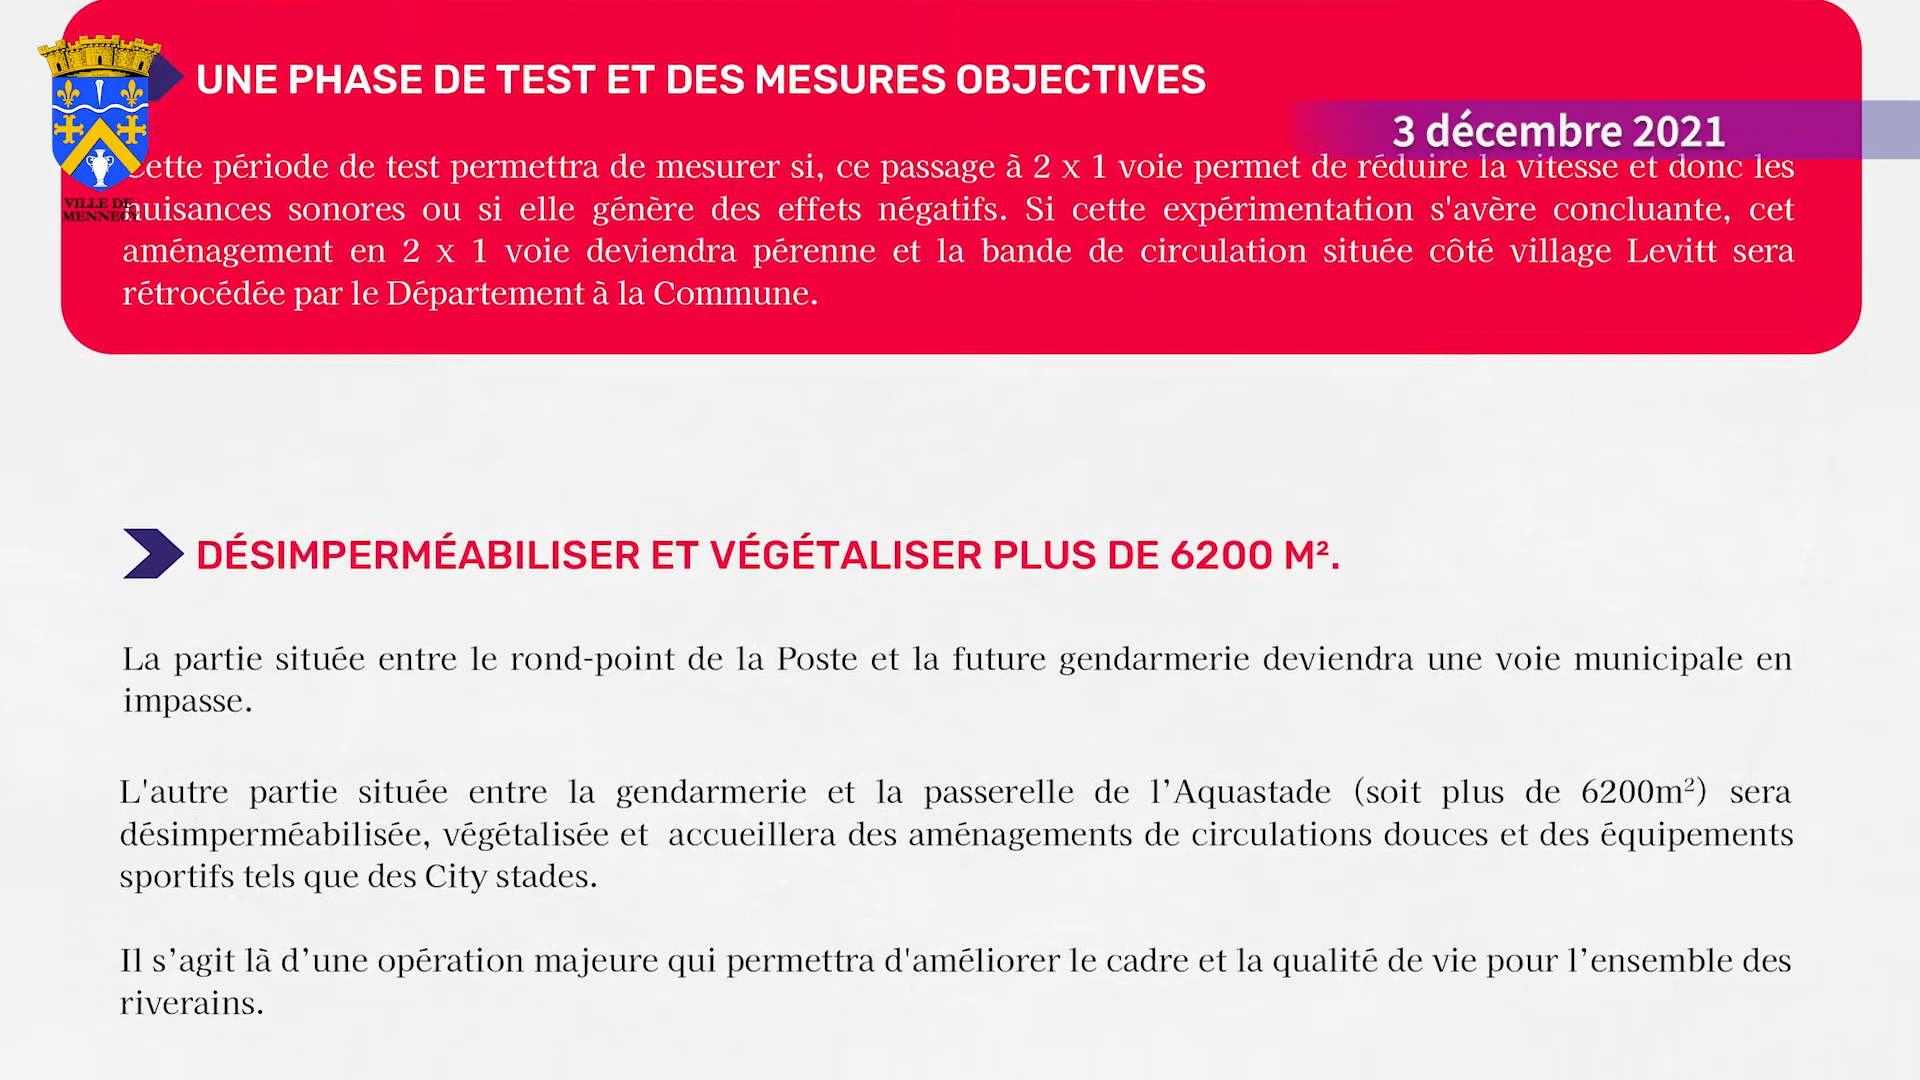 UNE PHASE DE TEST ET DES MESURES OBJECTIVES
3 décembre 2021
Cette période de test permettra de mesurer si, ce passage à 2 x 1 voie permet de réduire la vitesse et donc les
nuisances sonores ou si elle génère des effets négatifs. Si cette expérimentation s'avère concluante, cet
aménagement en 2 x 1 voie deviendra pérenne et la bande de circulation située côté village Levitt sera
rétrocédée par le Département à la Commune.
VILLE DE
MENNECY
DÉSIMPERMÉABILISER ET VÉGÉTALISER PLUS DE 6200 M².
La partie située entre le rond-point de la Poste et la future gendarmerie deviendra une voie municipale en
impasse.
L'autre partie située entre la gendarmerie et la passerelle de l’Aquastade (soit plus de 6200m²) sera
désimperméabilisée, végétalisée et accueillera des aménagements de circulations douces et des équipements
sportifs tels que des City stades.
Il s’agit là d’une opération majeure qui permettra d'améliorer le cadre et la qualité de vie pour l’ensemble des
riverains.